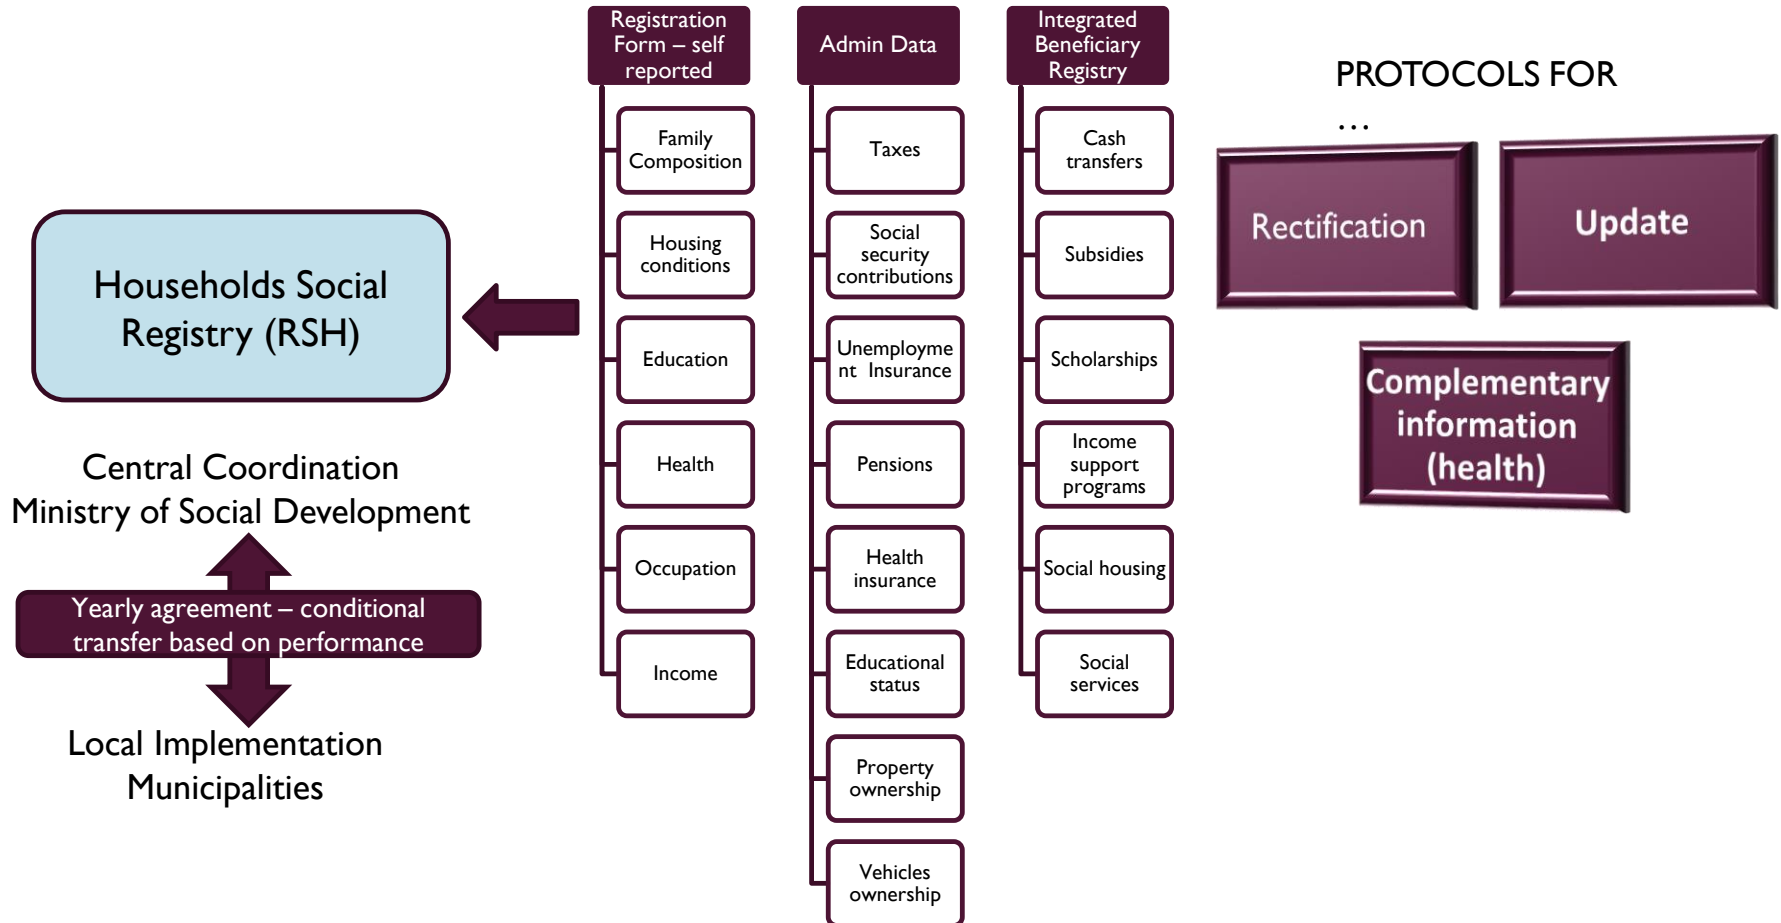 Households Social
Registry (RSH)
Central Coordination
Ministry of Social Development
Yearly agreement – conditional
transfer based on performance
Local Implementation
Municipalities
Registration
Form – self
reported
Family
Composition
Housing
conditions
Education
Health
Occupation
Income
Admin Data
Taxes
Social
security
contributions
Unemployme
nt Insurance
Pensions
Health
insurance
Educational
status
Property
ownership
Vehicles
ownership
Integrated
Beneficiary
Registry
Cash
transfers
Subsidies
Scholarships
Income
support
programs
Social housing
Social
services
PROTOCOLS FOR
…
Rectification
Update
Complementary
information
(health)